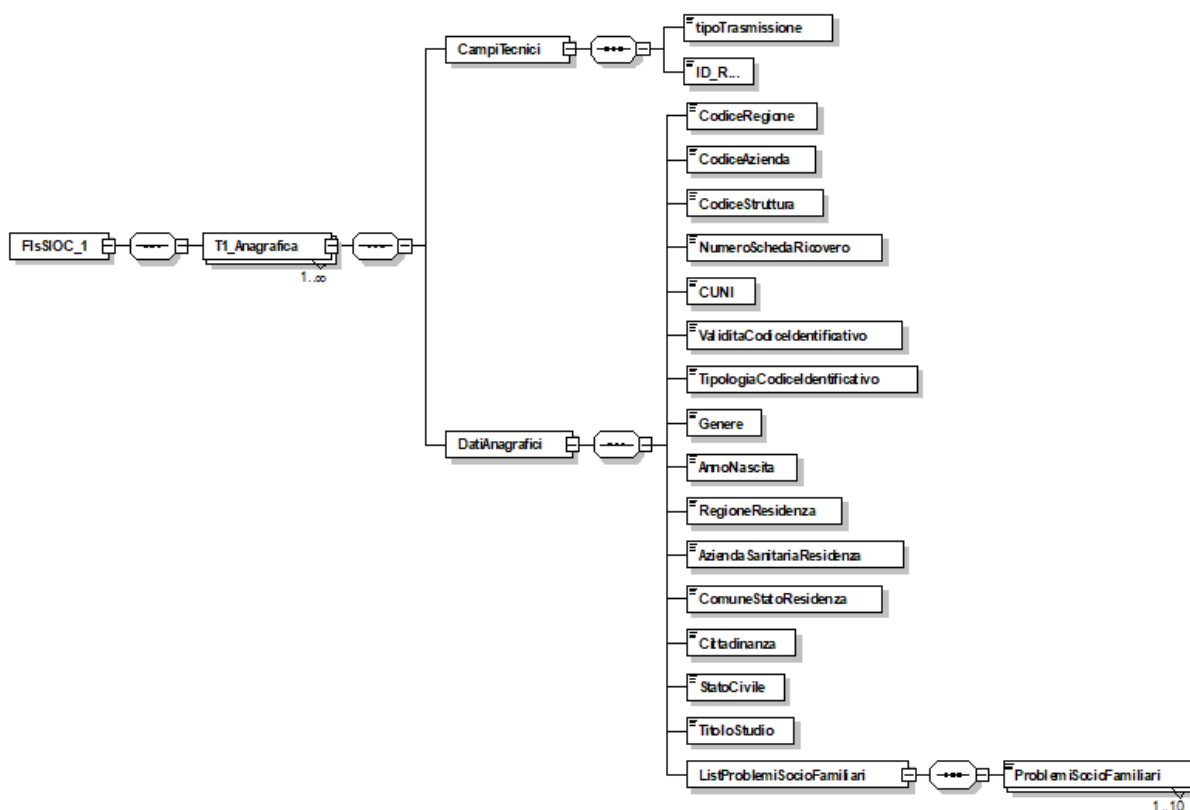 tipoTrasmissione
CampiTecnici
ID_R...
CodiceRegione
CodiceAzienda
CodiceStruttura
FlsSIOC_1
T1_Anagrafica
1..∞
NumeroSchedaRicovero
CUNI
ValiditaCodiceIdentificativo
TipologiaCodiceIdentificativo
Genere
DatiAnagrafici
AnnoNascita
RegioneResidenza
AziendaSanitariaResidenza
ComuneStatoResidenza
Cittadinanza
StatoCivile
TitoloStudio
ListProblemiSocioFamiliari
ProblemiSocioFamiliari
1..10